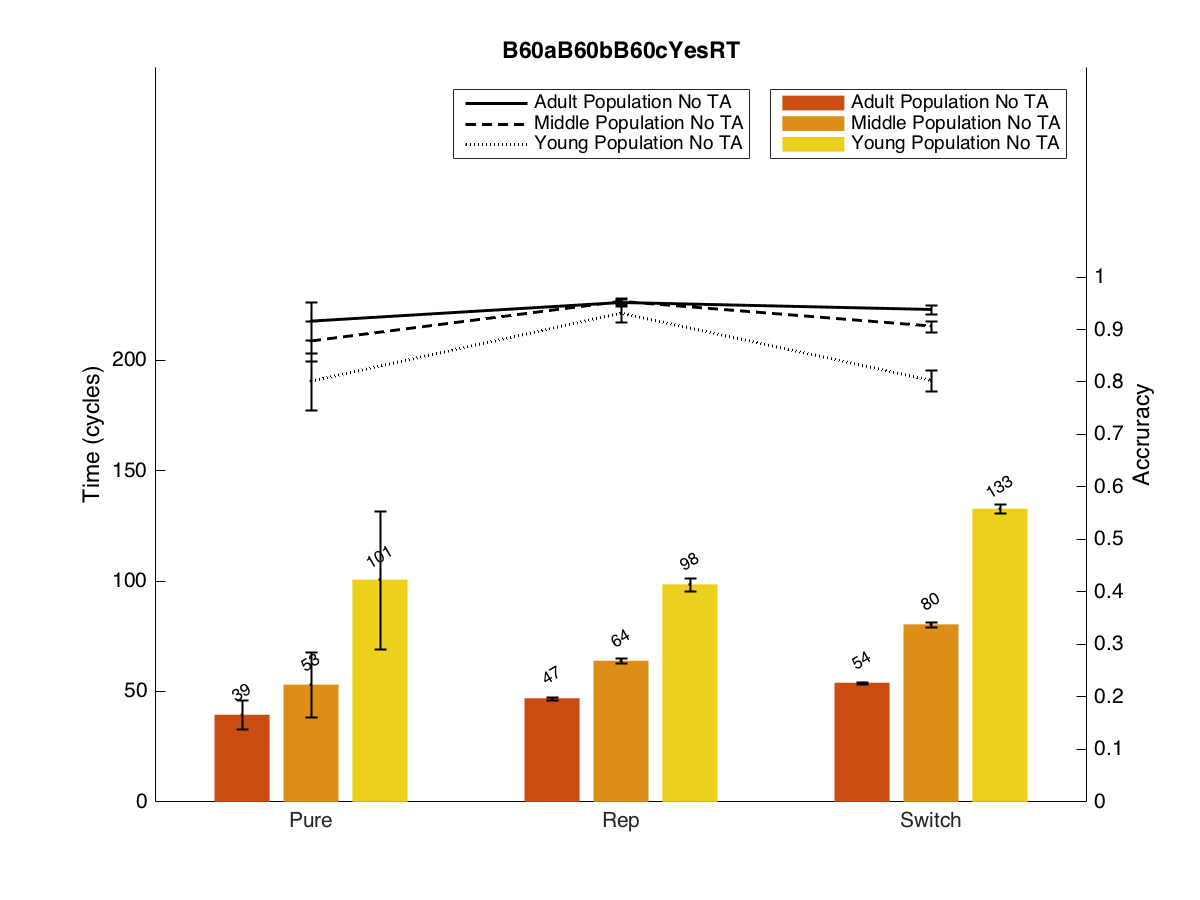 B60aB60bB60cYesRT
Adult Population No TA
Middle Population No TA
Young Population No TA
Adult Population No TA
Middle Population No TA
Young Population No TA
Time (cycles)
200
150
100
50
0
Accruracy
1
0.9
0.8
0.7
0.6
0.5
0.4
0.3
0.2
0.1
0
39
53
101
47
64
98
54
80
133
Pure
Rep
Switch